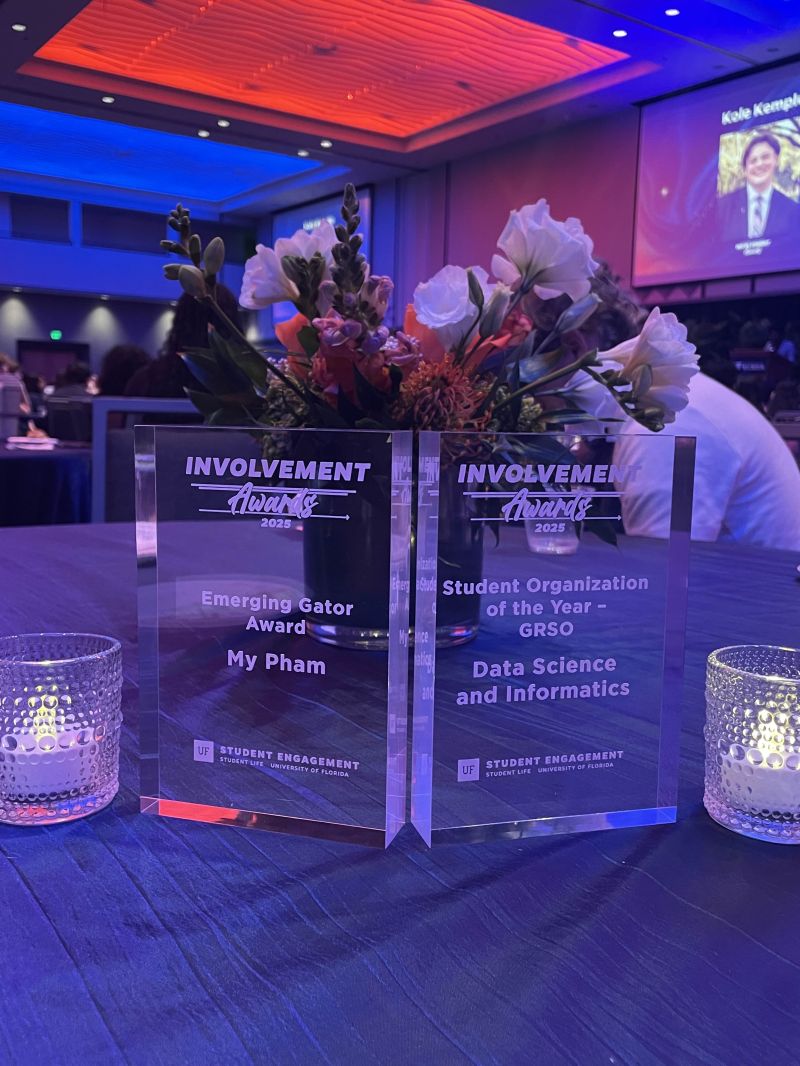 Kole
INVOLVEMENT
Awards
2025
Emerging Gator
Award
My Pham
UF STUDENT ENGAGEMENT
STUDENT LIFE UNIVERSITY OF FLORIDA
INVOLVEMENT
Awards
2025
Student Organization
of the Year –
GRSO
Data Science
and Informatics
UF STUDENT ENGAGEMENT
STUDENT LIFE UNIVERSITY OF FLORIDA